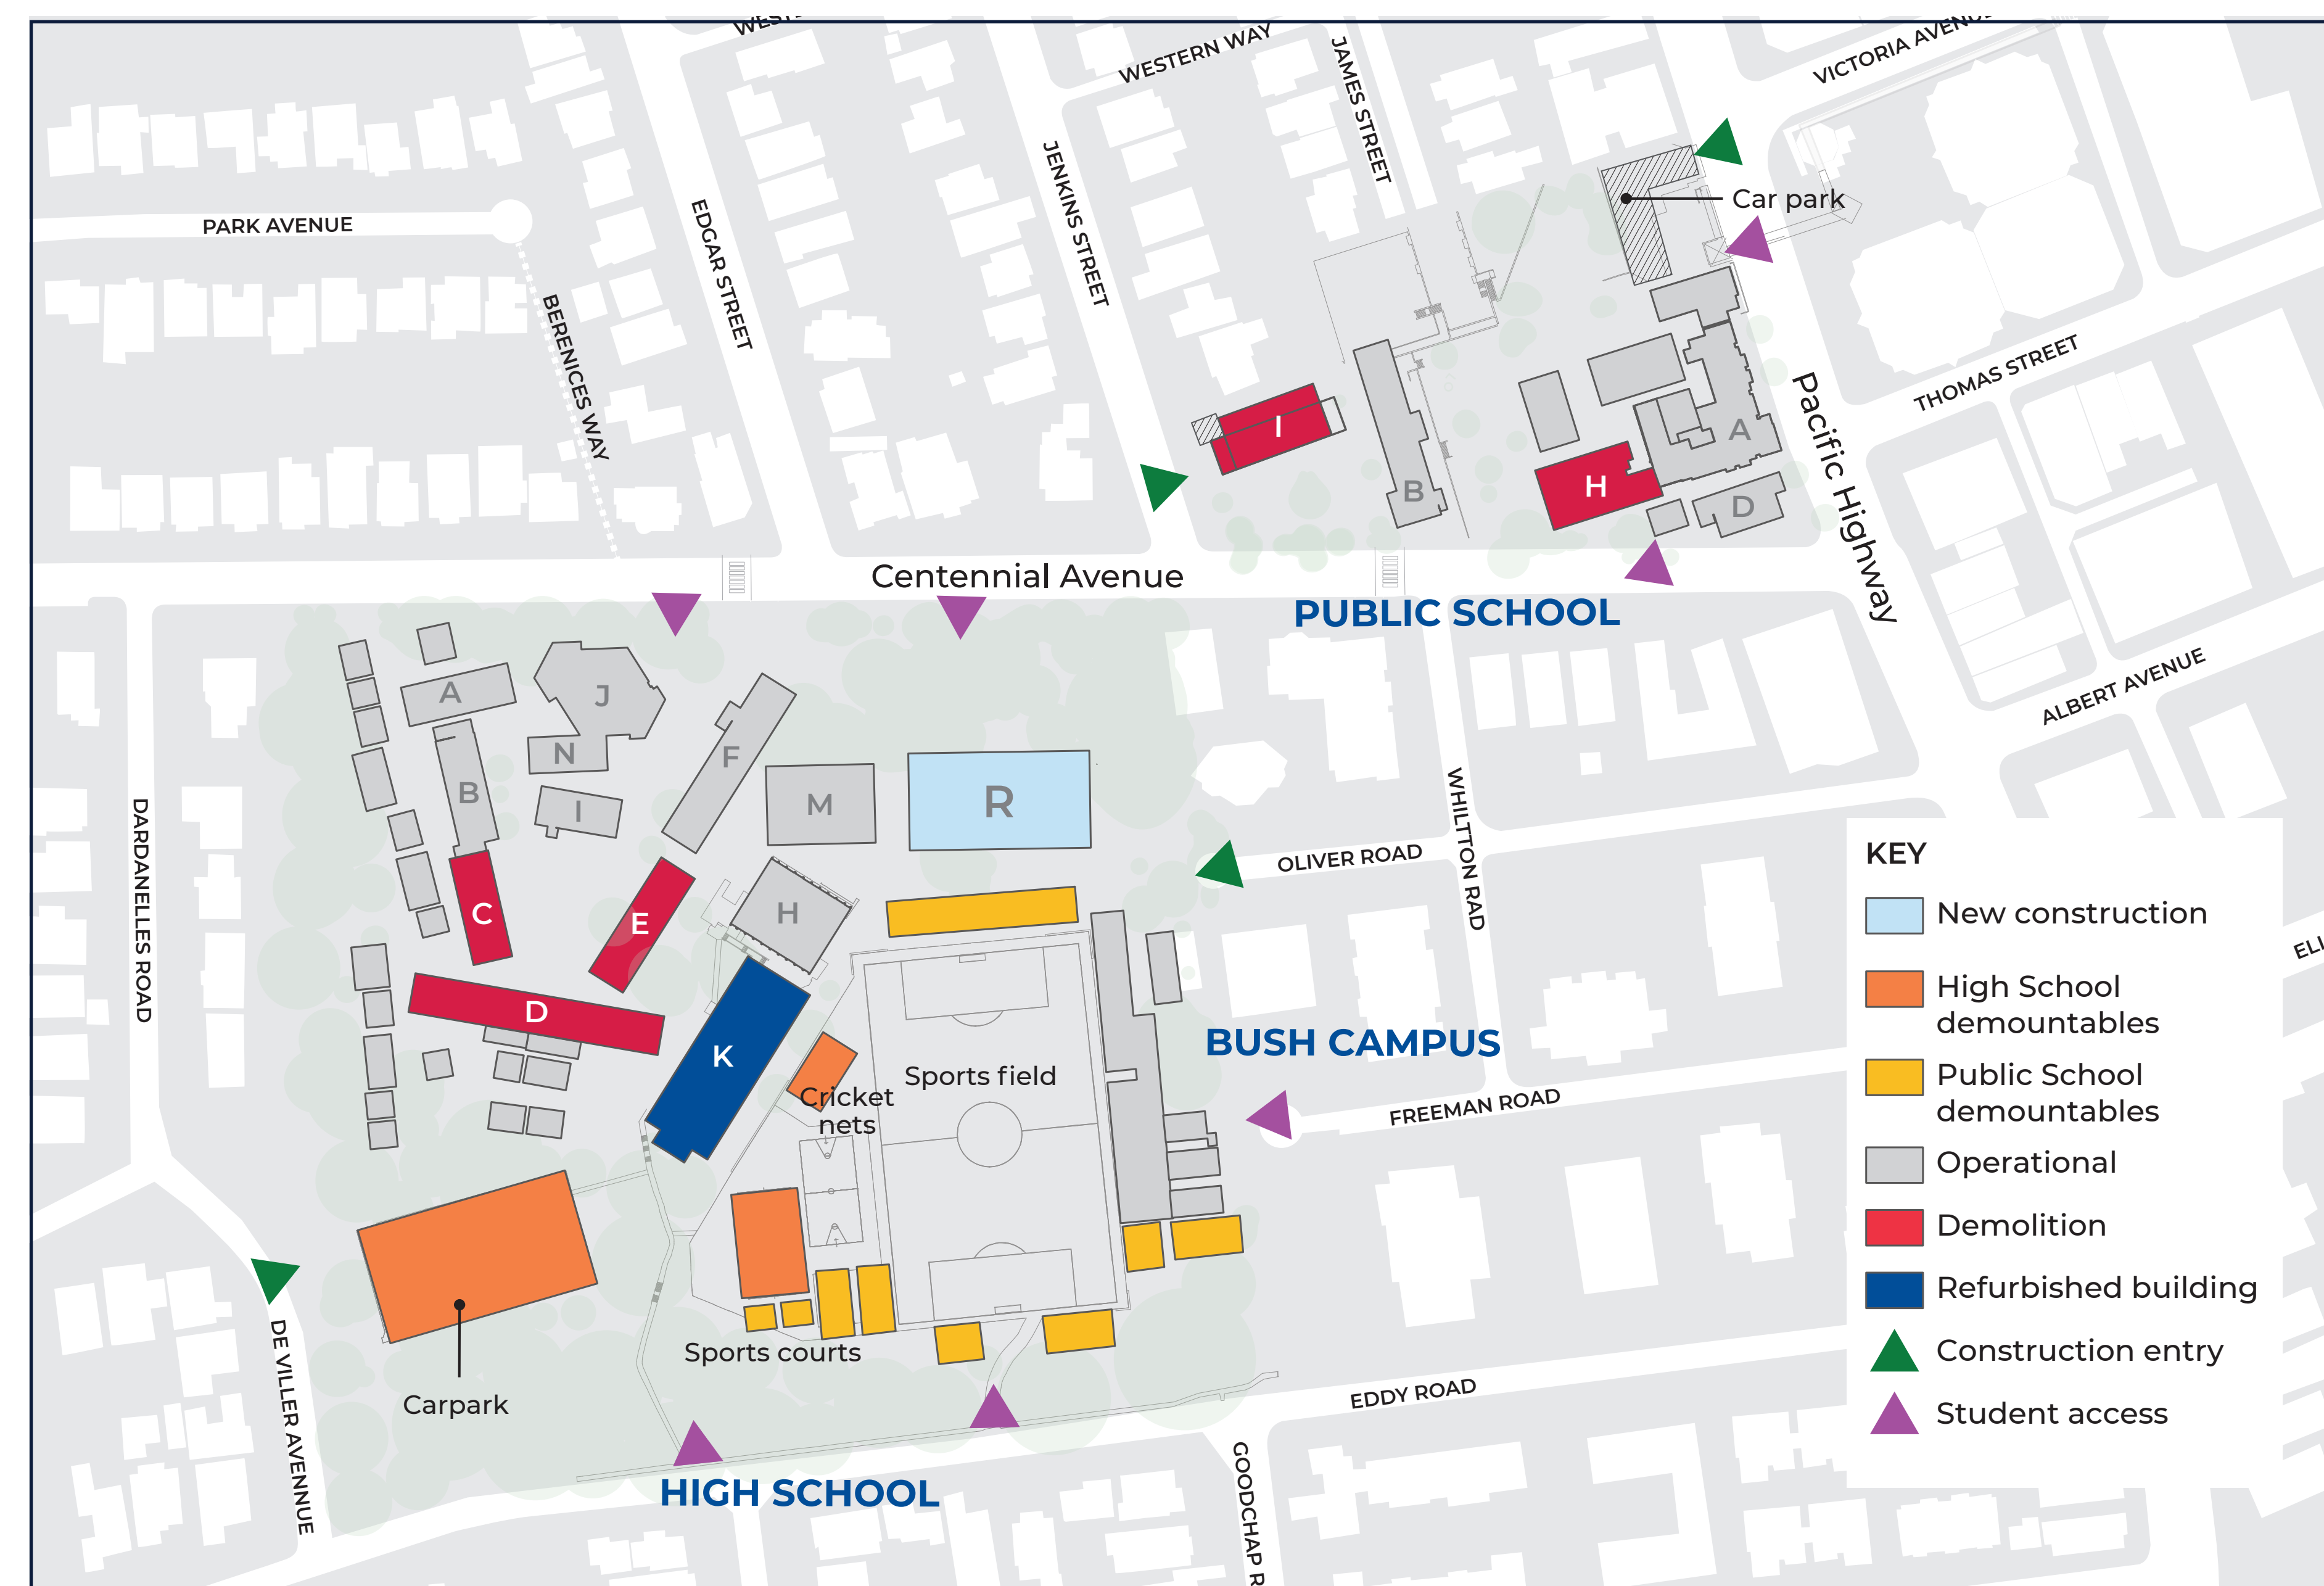 WESTERN WAY
JAMES STREET
VICTORIA AVENUE
JENKINS STREET
Car park
PARK AVENUE
EDGAR STREET
BERENICES WAY
THOMAS STREET
Pacific Highway
I
B
H
A
D
Centennial Avenue
PUBLIC SCHOOL
ALBERT AVENUE
A
J
N
B
I
F
M
R
C
E
H
D
K
DARDANELLES ROAD
WHILTTON RAD
OLIVER ROAD
BUSH CAMPUS
Sports field
Cricket
nets
FREEMAN ROAD
Sports courts
Carpark
DE VILLER AVENNUE
EDDY ROAD
HIGH SCHOOL
GOODCHAP R
KEY
New construction
High School
demountables
Public School
demountables
Operational
Demolition
Refurbished building
Construction entry
Student access